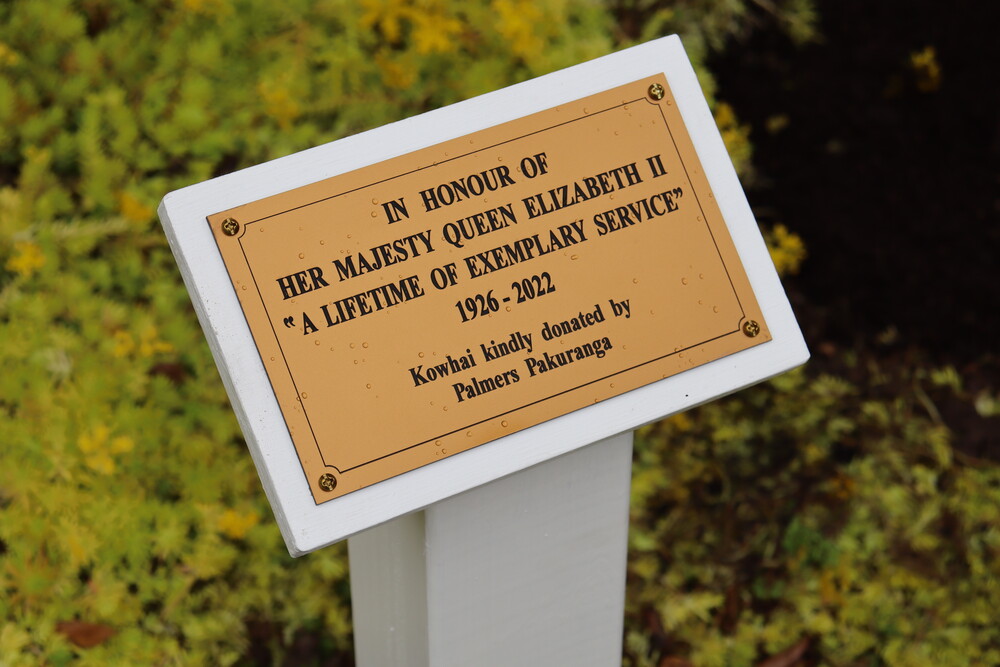 IN HONOUR OF
HER MAJESTY QUEEN ELIZABETH II
“ A LIFETIME OF EXEMPLARY SERVICE”
1926 - 2022
Kowhai kindly donated by
Palmers Pakuranga